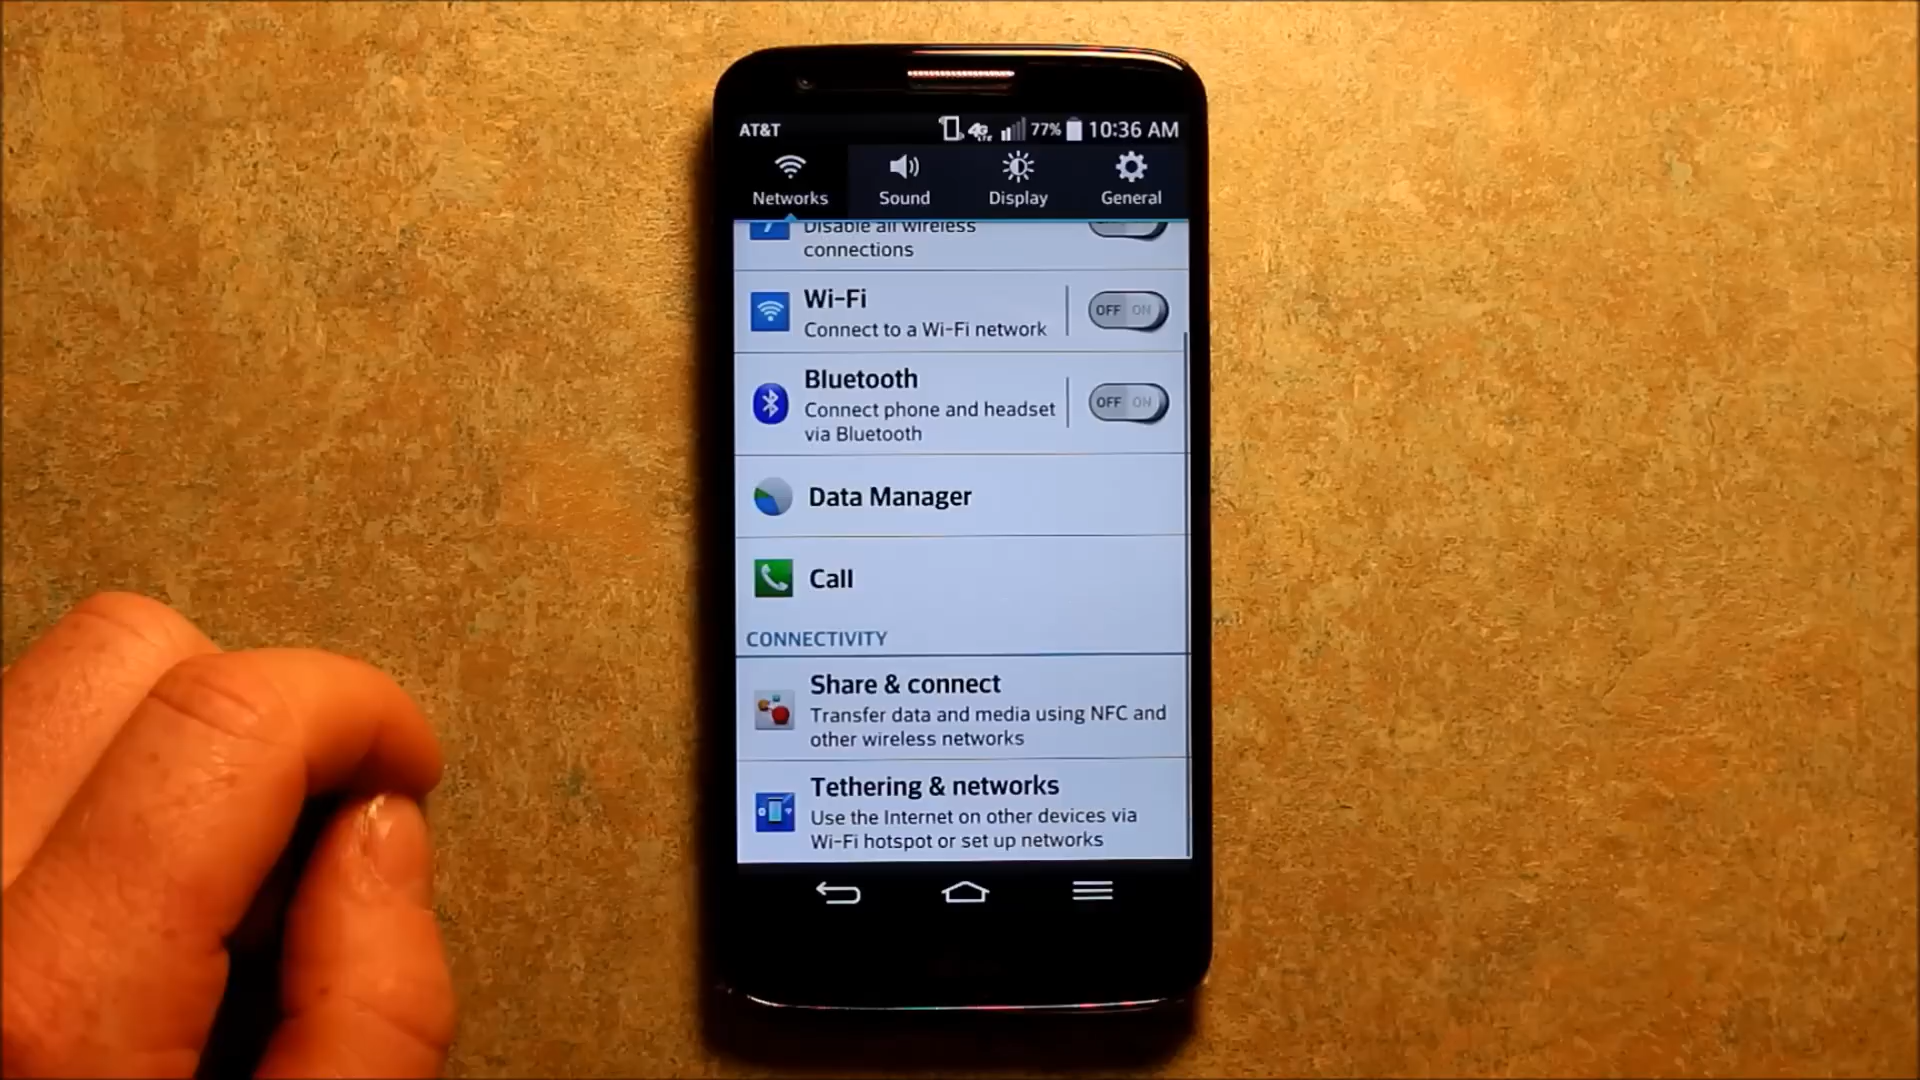 AT&T 4G LTE 77% 10:36 AM
Networks Sound Display General
Disable all wireless
connections
Wi-Fi
Connect to a Wi-Fi network
OFF ON
Bluetooth
Connect phone and headset
via Bluetooth
OFF ON
Data Manager
Call
CONNECTIVITY
Share & connect
Transfer data and media using NFC and
other wireless networks
Tethering & networks
Use the Internet on other devices via
Wi-Fi hotspot or set up networks